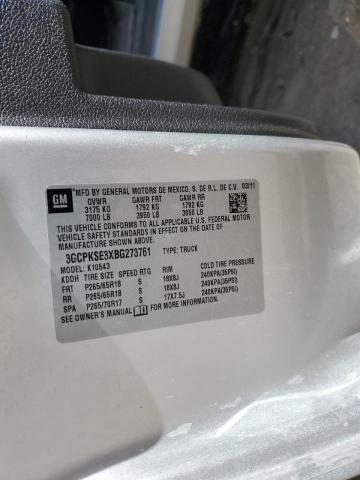 GM
MFD BY GENERAL MOTORS DE MEXICO, S. DE R.L. DE C.V. 03/11
GVWR GAWR FRT GAWR RR
3175 KG 1792 KG 1792 KG
7000 LB 3950 LB 3950 LB
THIS VEHICLE CONFORMS TO ALL APPLICABLE U.S. FEDERAL MOTOR
VEHICLE SAFETY AND THEFT PREVENTION STANDARDS IN
EFFECT ON THE DATE OF MANUFACTURE SHOWN ABOVE.
3GCPKSE3XBG273761 TYPE: TRUCK
MODEL: K10543
KDDH TIRE SIZE SPEED RTG RIM COLD TIRE PRESSURE
FRT P265/65R18 S 18X8J 240KPA(35PSI)
RR P265/65R18 S 18X8J 240KPA(35PSI)
SPA P265/70R17 S 17X7.5J 240KPA(35PSI)
SEE OWNER'S MANUAL FOR MORE INFORMATION.